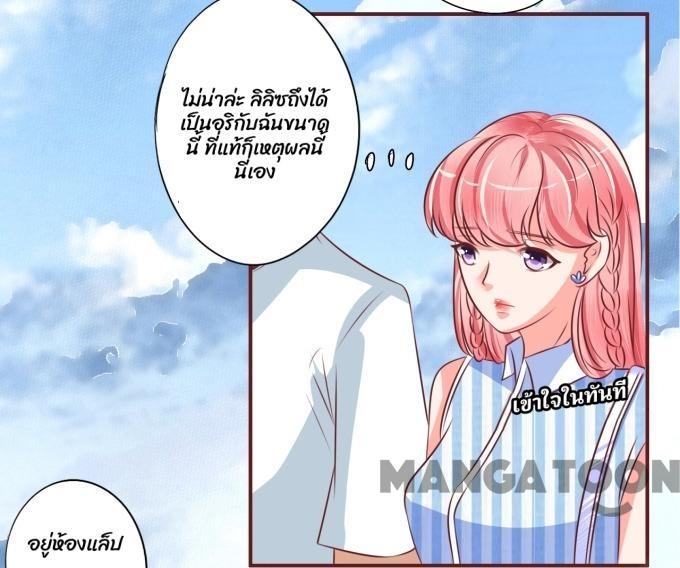 ไม่น่าล่ะ ลิลิซถึงได้
เป็นอริกับฉันขนาด
นี้ ที่แท้ก็เหตุผลนี้
นี่เอง
เข้าใจในทันที
MANGATOON
อยู่ห้องแล็ป